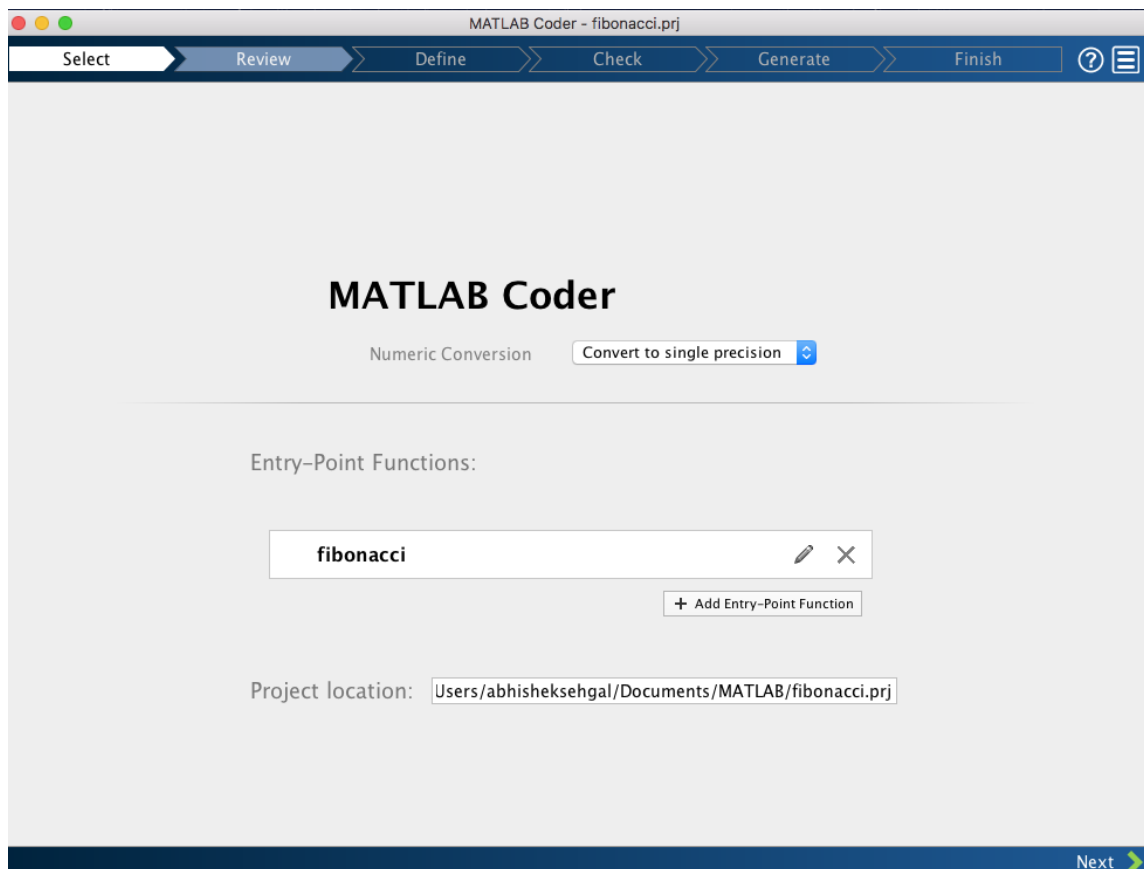 MATLAB Coder - fibonacci.prj
Select Review Define Check Generate Finish ?
MATLAB Coder
Numeric Conversion Convert to single precision
Entry-Point Functions:
fibonacci
+ Add Entry-Point Function
Project location: Users/abhisheksehgal/Documents/MATLAB/fibonacci.prj
Next